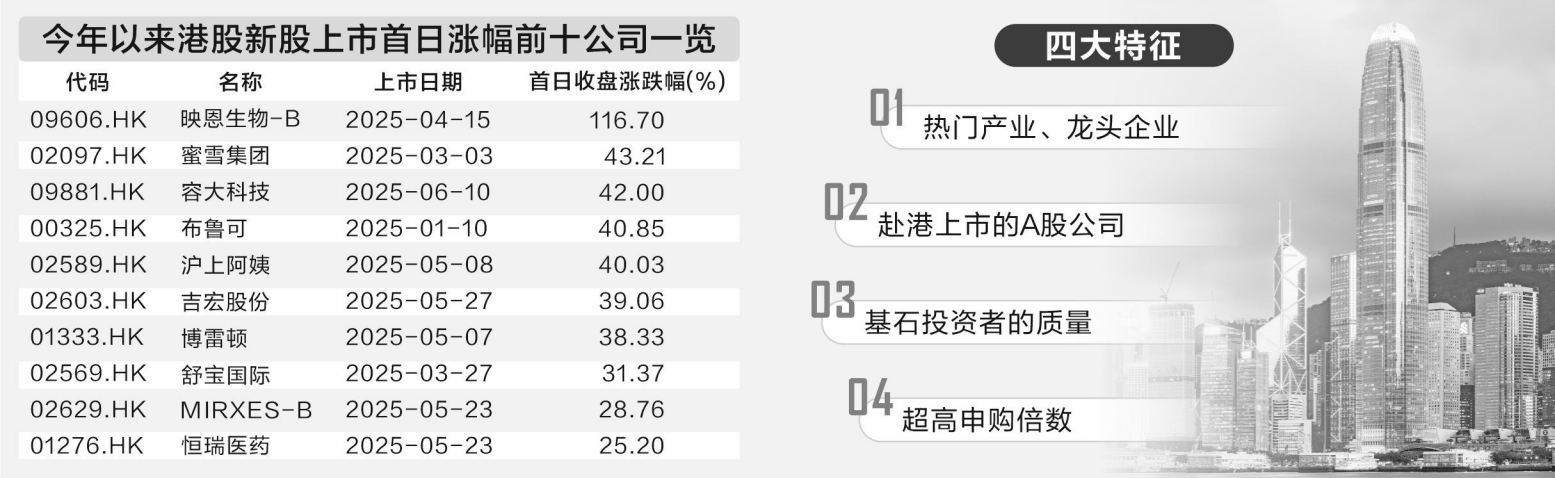 今年以来港股新股上市首日涨幅前十公司一览
代码 名称 上市日期 首日收盘涨跌幅(%)
09606.HK 映恩生物-B 2025-04-15 116.70
02097.HK 蜜雪集团 2025-03-03 43.21
09881.HK 容大科技 2025-06-10 42.00
00325.HK 布鲁可 2025-01-10 40.85
02589.HK 沪上阿姨 2025-05-08 40.03
02603.HK 吉宏股份 2025-05-27 39.06
01333.HK 博雷顿 2025-05-07 38.33
02569.HK 舒宝国际 2025-03-27 31.37
02629.HK MIRXES-B 2025-05-23 28.76
01276.HK 恒瑞医药 2025-05-23 25.20
四大特征
01 热门产业、龙头企业
02 赴港上市的A股公司
03 基石投资者的质量
04 超高申购倍数